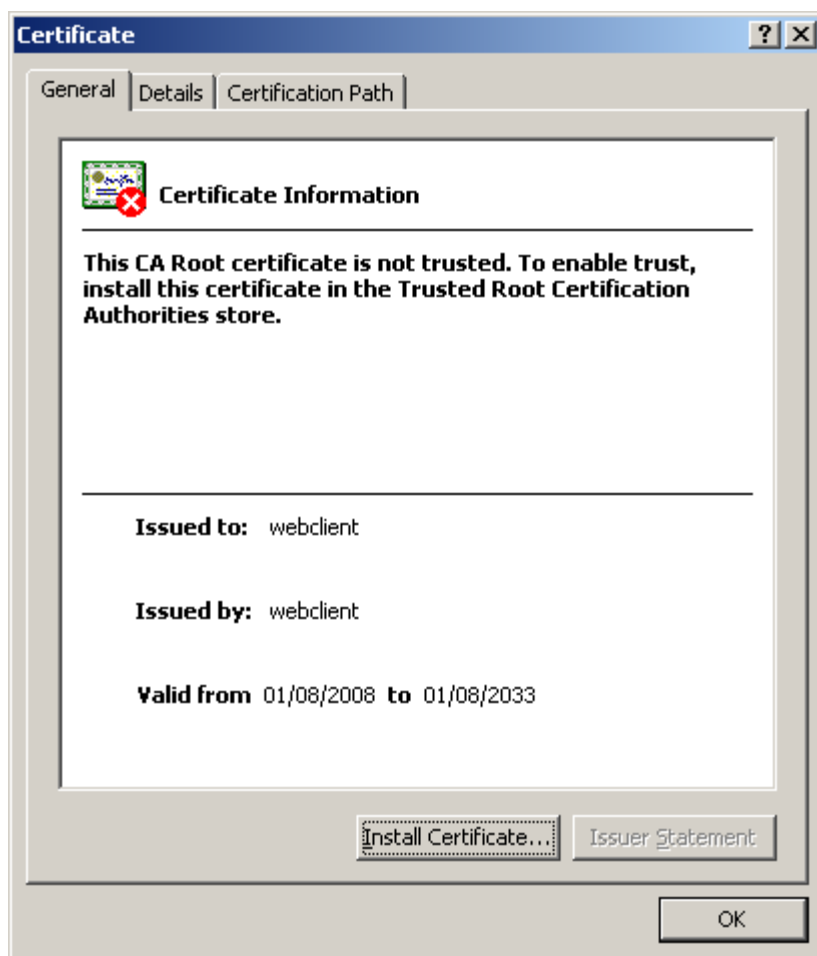 Certificate
General Details Certification Path
Certificate Information
This CA Root certificate is not trusted. To enable trust,
install this certificate in the Trusted Root Certification
Authorities store.
Issued to: webclient
Issued by: webclient
Valid from 01/08/2008 to 01/08/2033
Install Certificate... Issuer Statement
OK